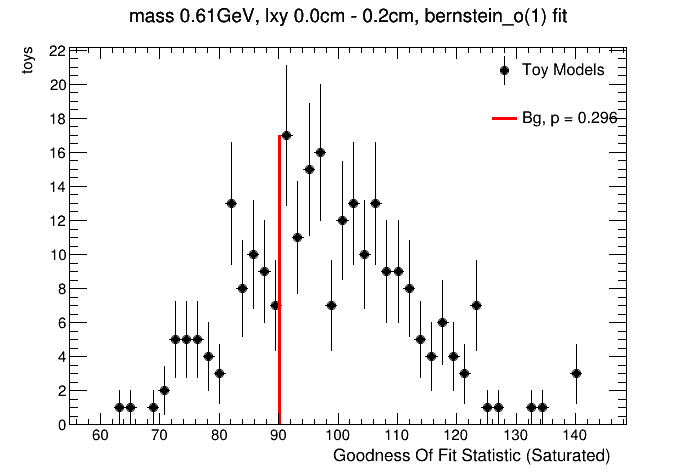 mass 0.61GeV, lxy 0.0cm - 0.2cm, bernstein_o(1) fit
toys
22
20
18
16
14
12
10
8
6
4
2
0
Toy Models
Bg, p = 0.296
60 70 80 90 100 110 120 130 140
Goodness Of Fit Statistic (Saturated)